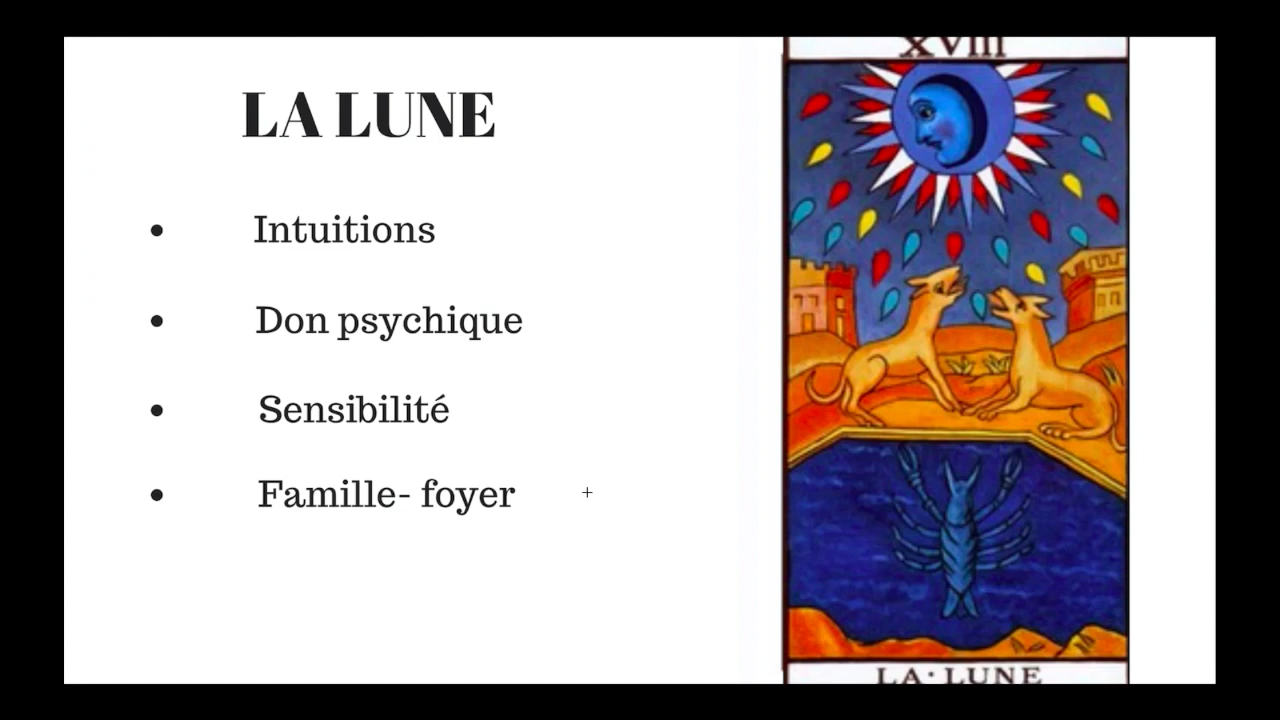 LA LUNE
Intuitions
Don psychique
Sensibilité
Famille- foyer
XVIII
LA·LUNE